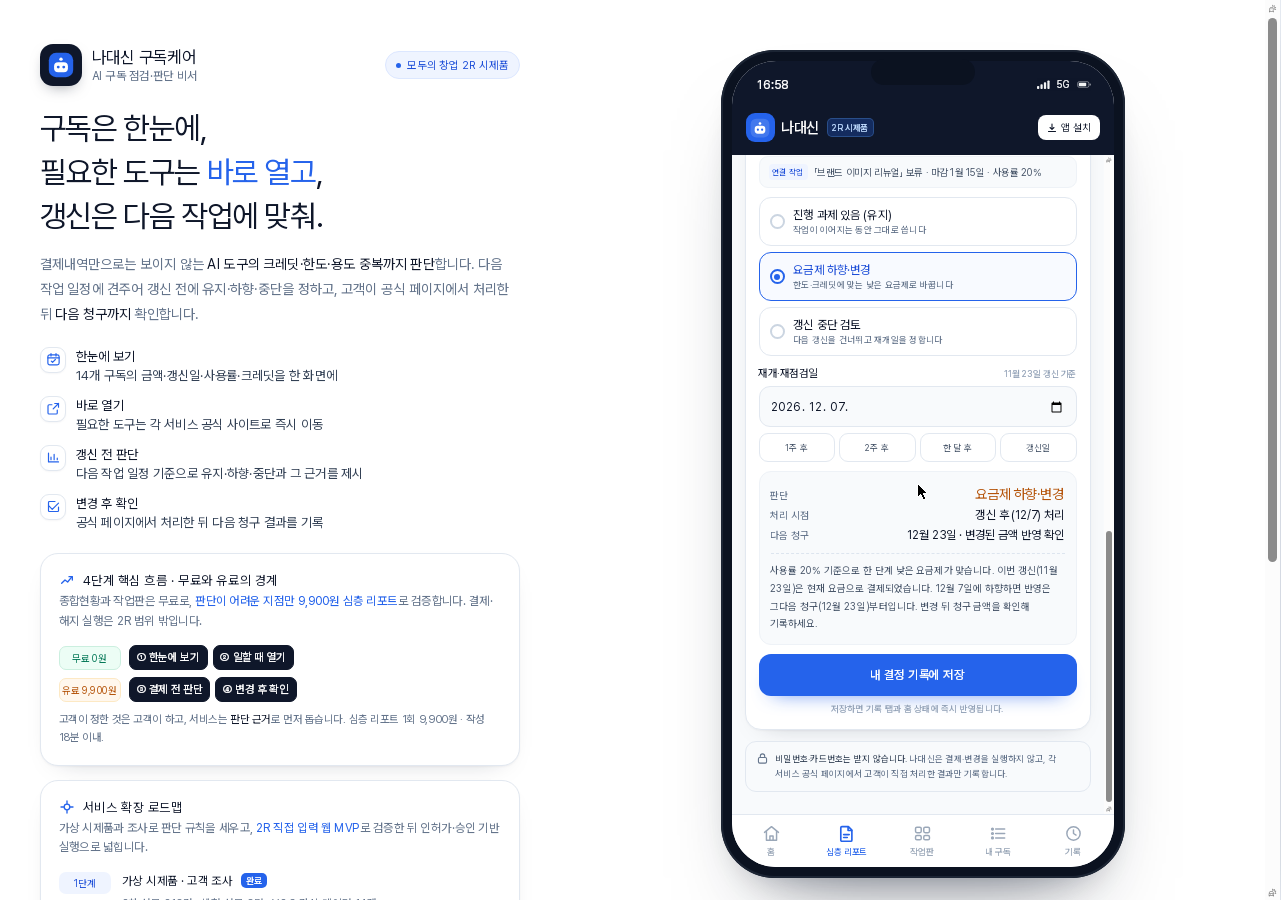 나대신 구독케어
AI 구독 점검·판단 비서
모두의 창업 2R 시제품
구독은 한눈에,
필요한 도구는 바로 열고,
갱신은 다음 작업에 맞춰.
결제내역만으로는 보이지 않는 AI 도구의 크레딧·한도·용도 중복까지 판단합니다. 다음
작업 일정에 견주어 갱신 전에 유지·하향·중단을 정하고, 고객이 공식 페이지에서 처리한
뒤 다음 청구까지 확인합니다.
한눈에 보기
14개 구독의 금액·갱신일·사용률·크레딧을 한 화면에
바로 열기
필요한 도구는 각 서비스 공식 사이트로 즉시 이동
갱신 전 판단
다음 작업 일정 기준으로 유지·하향·중단과 그 근거를 제시
변경 후 확인
공식 페이지에서 처리한 뒤 다음 청구 결과를 기록
4단계 핵심 흐름 · 무료와 유료의 경계
종합현황과 작업판은 무료로, 판단이 어려운 지점만 9,900원 심층 리포트로 검증합니다. 결제·
해지 실행은 2R 범위 밖입니다.
무료 0원
① 한눈에 보기
② 일할 때 열기
유료 9,900원
③ 결제 전 판단
④ 변경 후 확인
고객이 정한 것은 고객이 하고, 서비스는 판단 근거로 먼저 돕습니다. 심층 리포트 1회 9,900원 · 작성
18분 이내.
서비스 확장 로드맵
가상 시제품과 조사로 판단 규칙을 세우고, 2R 직접 입력 웹 MVP로 검증한 뒤 인허가·승인 기반
실행으로 넓힙니다.
1단계
가상 시제품 · 고객 조사
완료
16:58
5G
나대신
2R 시제품
앱 설치
연결 작업
「브랜드 이미지 리뉴얼」 보류 · 마감 1월 15일 · 사용률 20%
진행 과제 있음 (유지)
작업이 이어지는 동안 그대로 씁니다
요금제 하향·변경
한도·크레딧에 맞는 낮은 요금제로 바꿉니다
갱신 중단 검토
다음 갱신을 건너뛰고 재개일을 정합니다
재개·재점검일
11월 23일 갱신 기준
2026. 12. 07.
1주 후
2주 후
한 달 후
갱신일
판단
요금제 하향·변경
처리 시점
갱신 후(12/7) 처리
다음 청구
12월 23일 · 변경된 금액 반영 확인
사용률 20% 기준으로 한 단계 낮은 요금제가 맞습니다. 이번 갱신(11월
23일)은 현재 요금으로 결제되었습니다. 12월 7일에 하향하면 반영은
그다음 청구(12월 23일)부터입니다. 변경 뒤 청구 금액을 확인해
기록하세요.
내 결정 기록에 저장
저장하면 기록 탭과 홈 상태에 즉시 반영됩니다.
비밀번호·카드번호는 받지 않습니다. 나대신은 결제·변경을 실행하지 않고, 각
서비스 공식 페이지에서 고객이 직접 처리한 결과만 기록합니다.
홈
심층 리포트
작업판
내 구독
기록